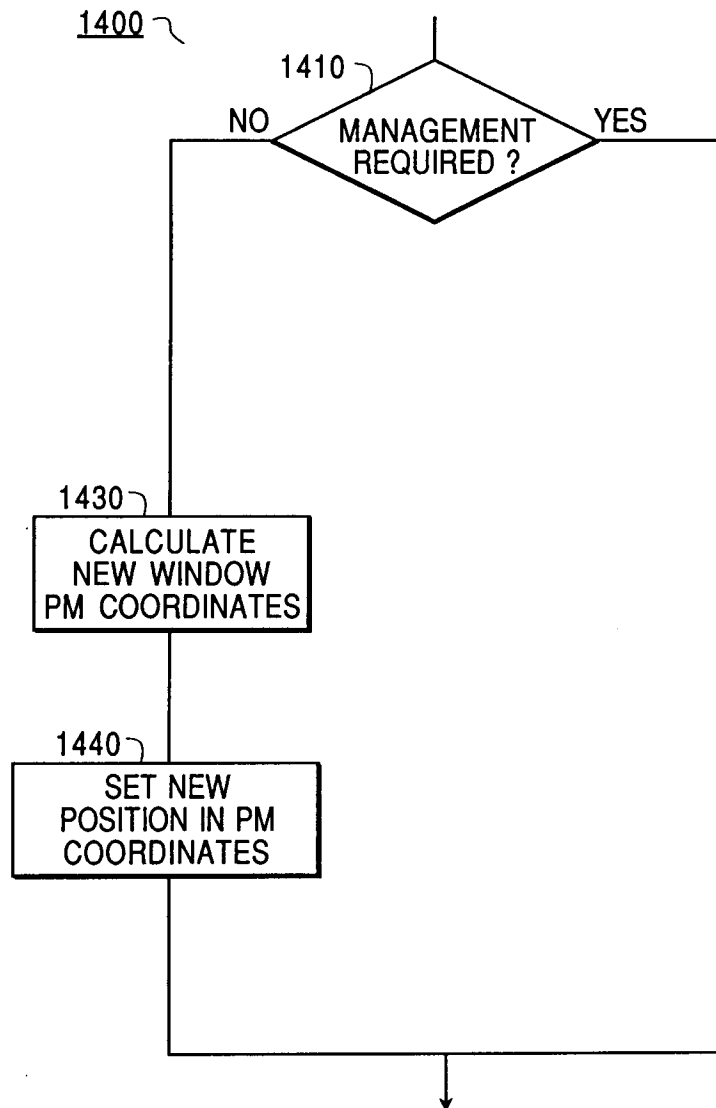 1400
1410
NO
YES
MANAGEMENT
REQUIRED ?
1430
CALCULATE
NEW WINDOW
PM COORDINATES
1440
SET NEW
POSITION IN PM
COORDINATES